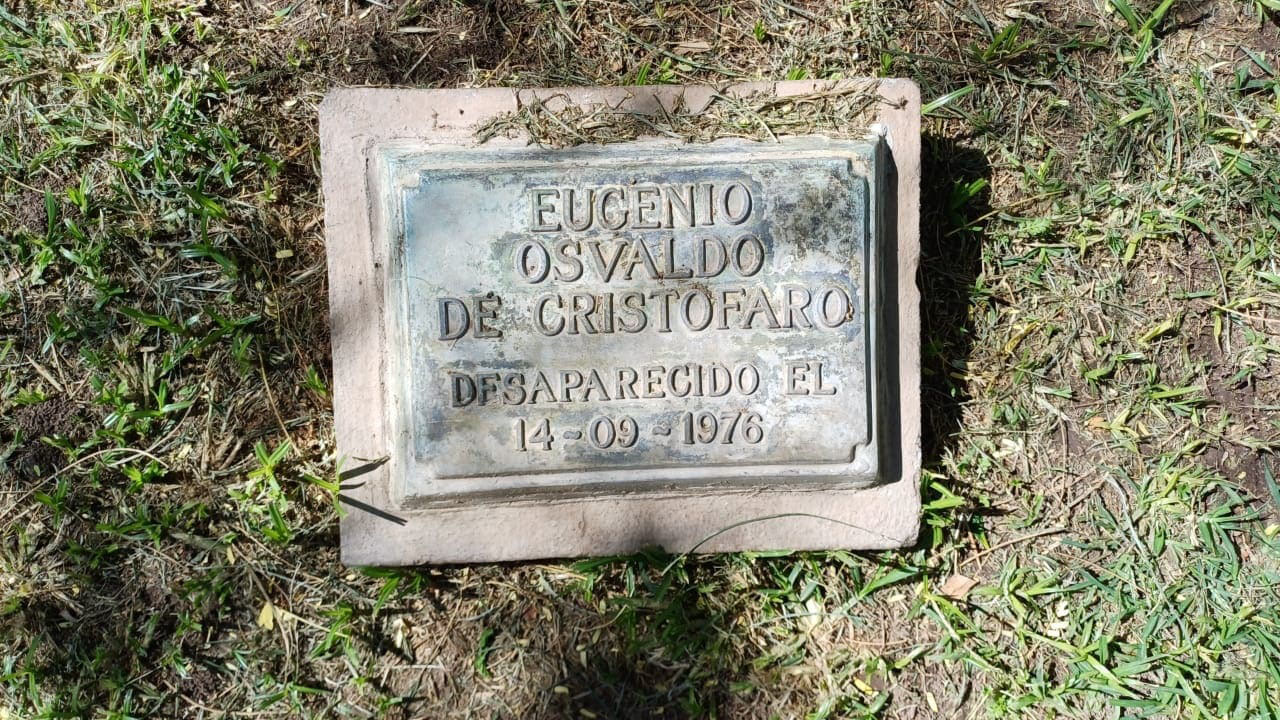 EUGENIO
OSVALDO
DE CRISTOFARO
DESAPARECIDO EL
14-09-1976